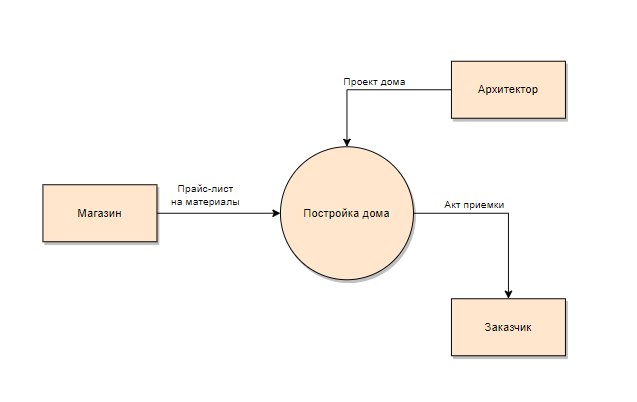 Проект дома
Архитектор
Прайс-лист
на материалы
Магазин
Постройка дома
Акт приемки
Заказчик